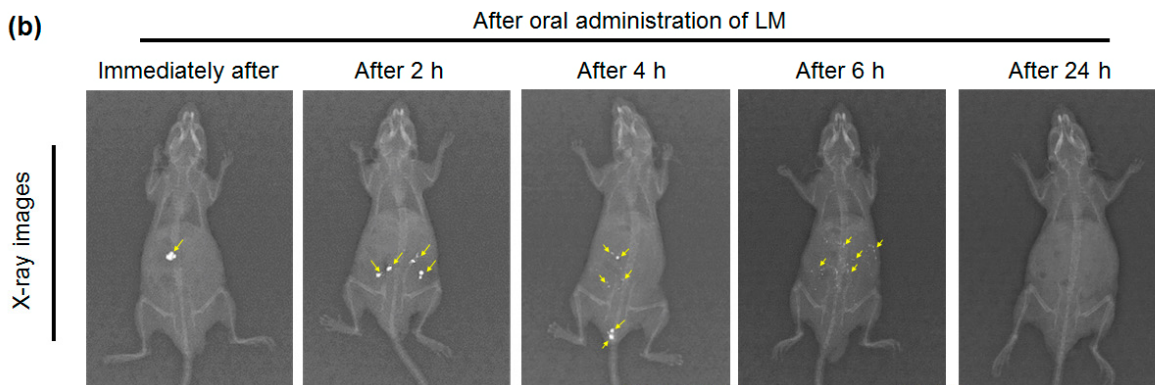 (b)
After oral administration of LM
Immediately after
After 2 h
After 4 h
After 6 h
After 24 h
X-ray images